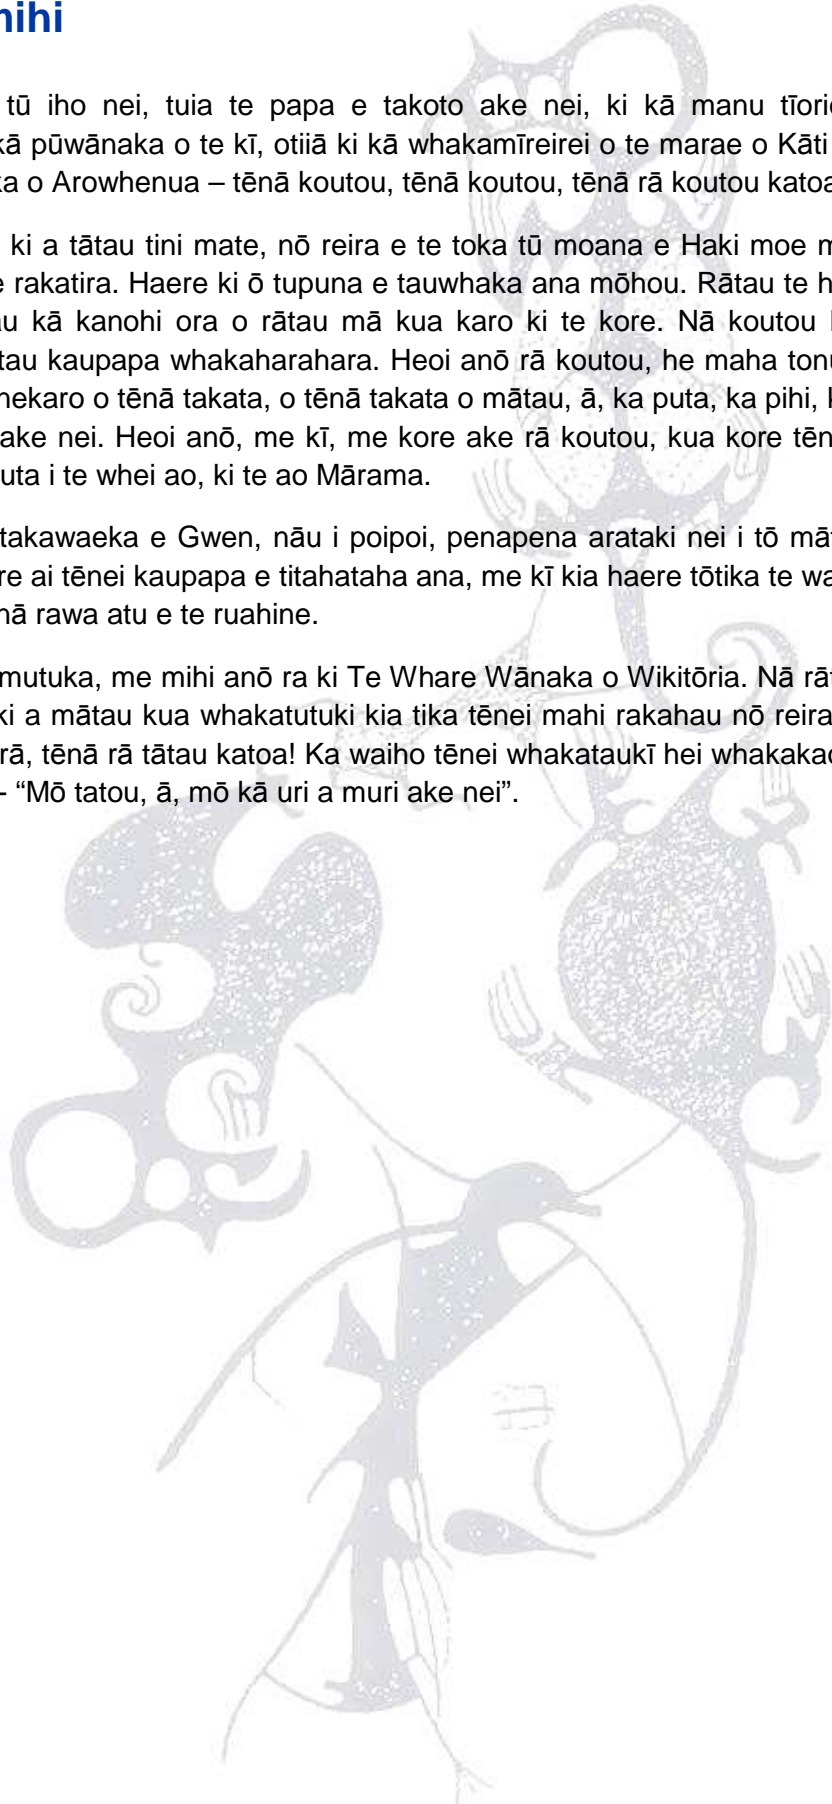 nihi
tū iho nei, tuia te papa e takoto ake nei, ki kā manu tīorio
kā pūwānaka o te kī, otiiā ki kā whakamīreirei o te marae o Kāti
ka o Arowhenua – tēnā koutou, tēnā koutou, tēnā rā koutou katoa
ki a tātau tini mate, nō reira e te toka tū moana e Haki moe m
e rakatira. Haere ki ō tupuna e tauwhaka ana mōhou. Rātau te h
au kā kanohi ora o rātau mā kua karo ki te kore. Nā koutou
tau kaupapa whakaharahara. Heoi anō rā koutou, he maha tonu
hekaro o tēnā takata, o tēnā takata o mātau, ā, ka puta, ka pihi, k
ake nei. Heoi anō, me kī, me kore ake rā koutou, kua kore tēn
uta i te whei ao, ki te ao Mārama.
takawaeka e Gwen, nāu i poipoi, penapena arataki nei i tō māt
re ai tēnei kaupapa e titahataha ana, me kī kia haere tōtika te wa
nā rawa atu e te ruahine.
mutuka, me mihi anō ra ki Te Whare Wānaka o Wikitōria. Nā rāt
ki a mātau kua whakatutuki kia tika tēnei mahi rakahau nō reira
rā, tēnā rā tātau katoa! Ka waiho tēnei whakataukī hei whakakao
- “Mō tatou, ā, mō kā uri a muri ake nei”.